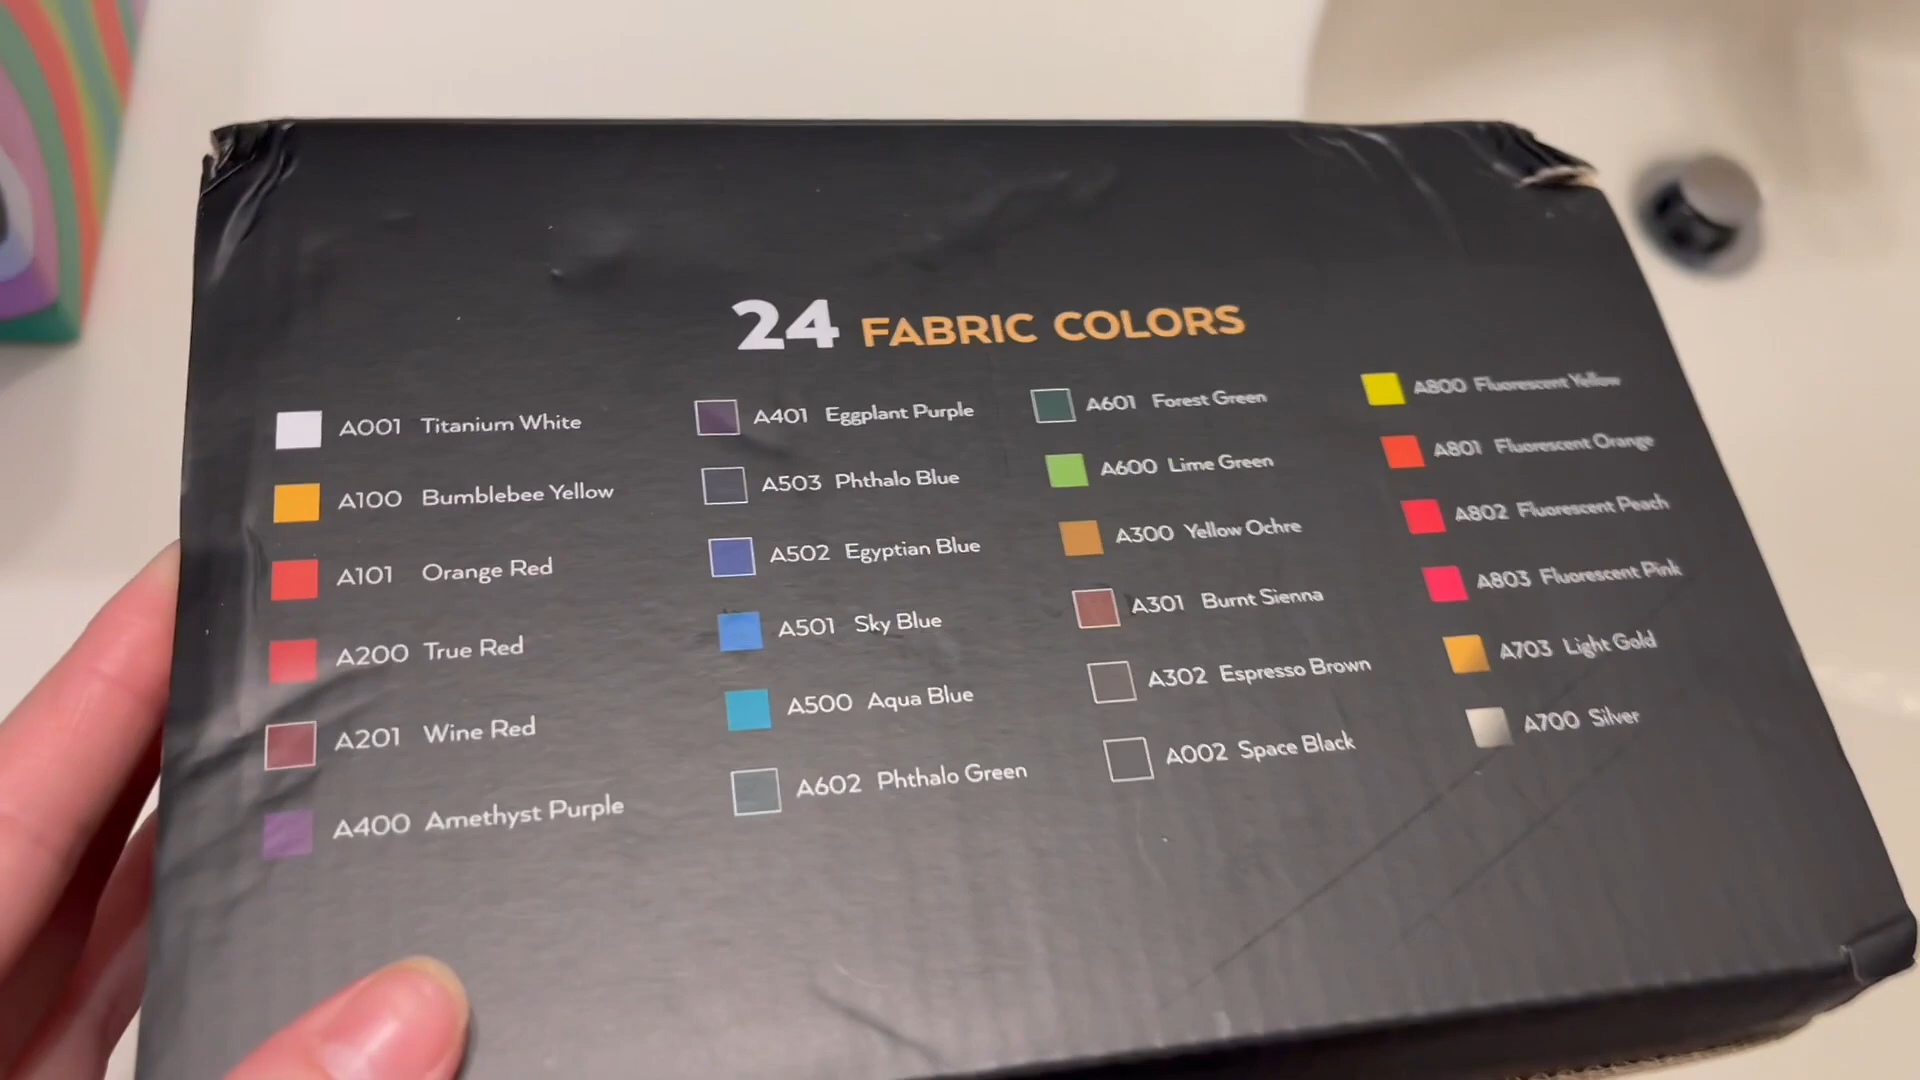 24 FABRIC COLORS
A001 Titanium White
A100 Bumblebee Yellow
A101 Orange Red
A200 True Red
A201 Wine Red
A400 Amethyst Purple
A401 Eggplant Purple
A503 Phthalo Blue
A502 Egyptian Blue
A501 Sky Blue
A500 Aqua Blue
A602 Phthalo Green
A601 Forest Green
A600 Lime Green
A300 Yellow Ochre
A301 Burnt Sienna
A302 Espresso Brown
A002 Space Black
A800 Fluorescent Yellow
A801 Fluorescent Orange
A802 Fluorescent Peach
A803 Fluorescent Pink
A703 Light Gold
A700 Silver